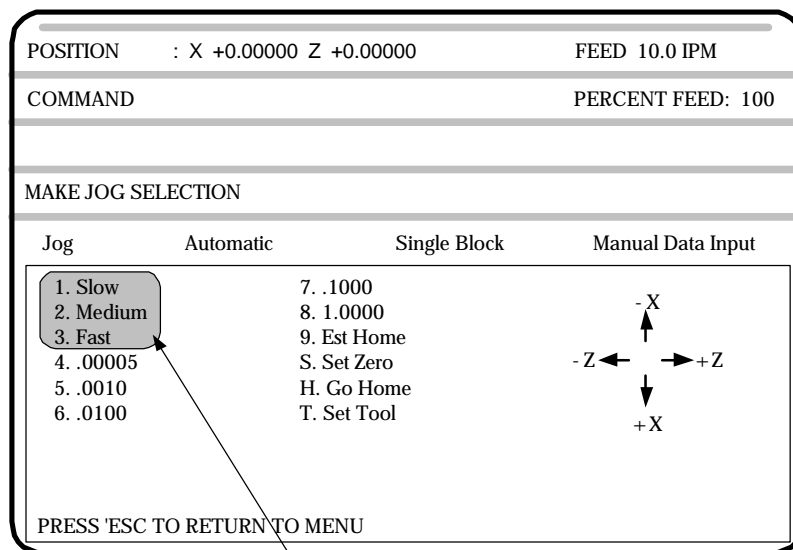 POSITION : X +0.00000 Z +0.00000 FEED 10.0 IPM
COMMAND PERCENT FEED: 100
MAKE JOG SELECTION
Jog Automatic Single Block Manual Data Input
1. Slow 7. .1000
2. Medium 8. 1.0000
3. Fast 9. Est Home
4. .00005 S. Set Zero
5. .0010 H. Go Home
6. .0100 T. Set Tool
- X
- Z +Z
+X
PRESS 'ESC TO RETURN TO MENU